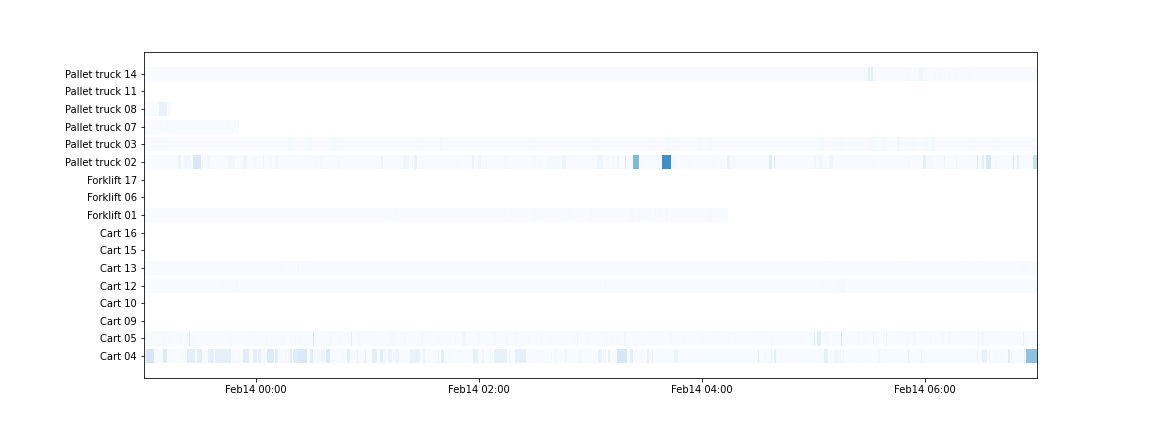 Pallet truck 14
Pallet truck 11
Pallet truck 08
Pallet truck 07
Pallet truck 03
Pallet truck 02
Forklift 17
Forklift 06
Forklift 01
Cart 16
Cart 15
Cart 13
Cart 12
Cart 10
Cart 09
Cart 05
Cart 04
Feb14 00:00 Feb14 02:00 Feb14 04:00 Feb14 06:00